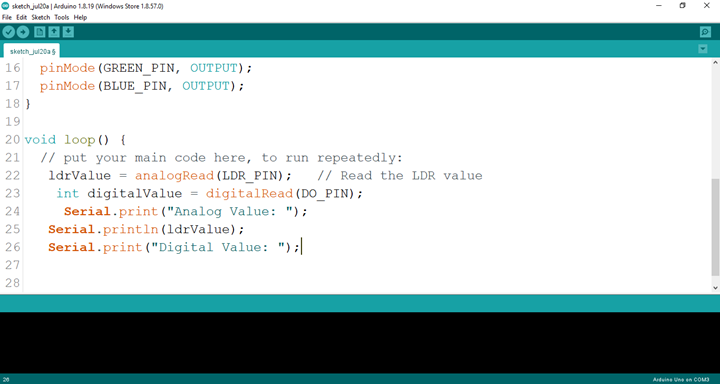 sketch_jul20a | Arduino 1.8.19 (Windows Store 1.8.57.0)
File Edit Sketch Tools Help
sketch_jul20a §
16 pinMode(GREEN_PIN, OUTPUT);
17 pinMode(BLUE_PIN, OUTPUT);
18 }
19
20 void loop() {
21 // put your main code here, to run repeatedly:
22 ldrValue = analogRead(LDR_PIN); // Read the LDR value
23 int digitalValue = digitalRead(DO_PIN);
24 Serial.print("Analog Value: ");
25 Serial.println(ldrValue);
26 Serial.print("Digital Value: ");
27
28
26 Arduino Uno on COM3